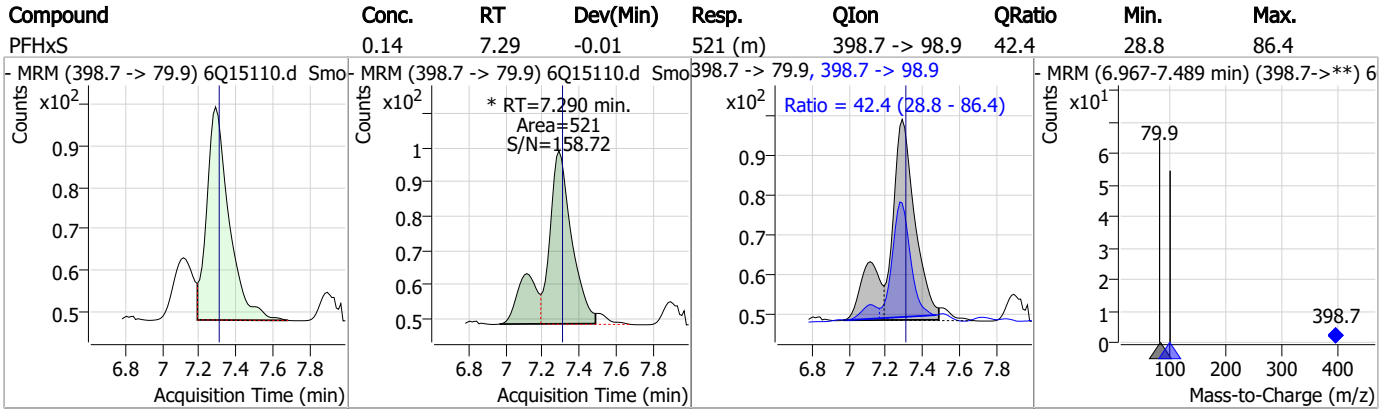 Compound Conc. RT Dev(Min) Resp. QIon QRatio Min. Max.
PFHxS 0.14 7.29 -0.01 521 (m) 398.7 -> 98.9 42.4 28.8 86.4
- MRM (398.7 -> 79.9) 6Q15110.d Smo
Counts
x10²
0.9
0.8
0.7
0.6
0.5
6.8 7 7.2 7.4 7.6 7.8
Acquisition Time (min)
- MRM (398.7 -> 79.9) 6Q15110.d Smo
Counts
x10²
* RT=7.290 min.
Area=521
S/N=158.72
1
0.9
0.8
0.7
0.6
0.5
6.8 7 7.2 7.4 7.6 7.8
Acquisition Time (min)
398.7 -> 79.9, 398.7 -> 98.9
Counts
x10²
Ratio = 42.4 (28.8 - 86.4)
0.9
0.8
0.7
0.6
0.5
6.8 7 7.2 7.4 7.6 7.8
Acquisition Time (min)
- MRM (6.967-7.489 min) (398.7->**) 6
Counts
x10¹
79.9
6
5
4
3
2
1
0
398.7
100 200 300 400
Mass-to-Charge (m/z)